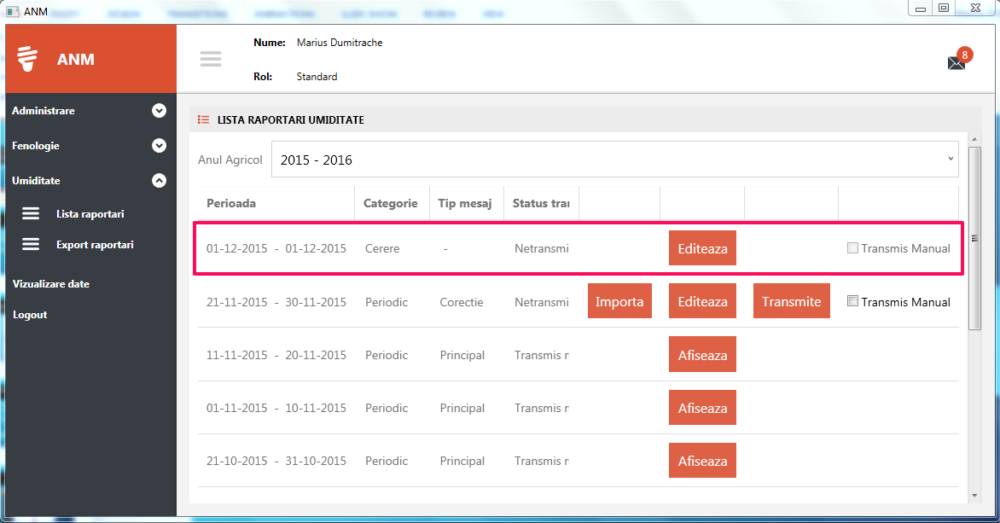 ANM
ANM
Nume: Marius Dumitrache
Rol: Standard
8
Administrare
Fenologie
Umiditate
Lista raportari
Export raportari
Vizualizare date
Logout
LISTA RAPORTARI UMIDITATE
Anul Agricol 2015 - 2016
Perioada Categorie Tip mesaj Status trar
01-12-2015 - 01-12-2015 Cerere - Netransmi Editeaza Transmis Manual
21-11-2015 - 30-11-2015 Periodic Corectie Netransmi Importa Editeaza Transmite Transmis Manual
11-11-2015 - 20-11-2015 Periodic Principal Transmis r Afiseaza
01-11-2015 - 10-11-2015 Periodic Principal Transmis r Afiseaza
21-10-2015 - 31-10-2015 Periodic Principal Transmis r Afiseaza